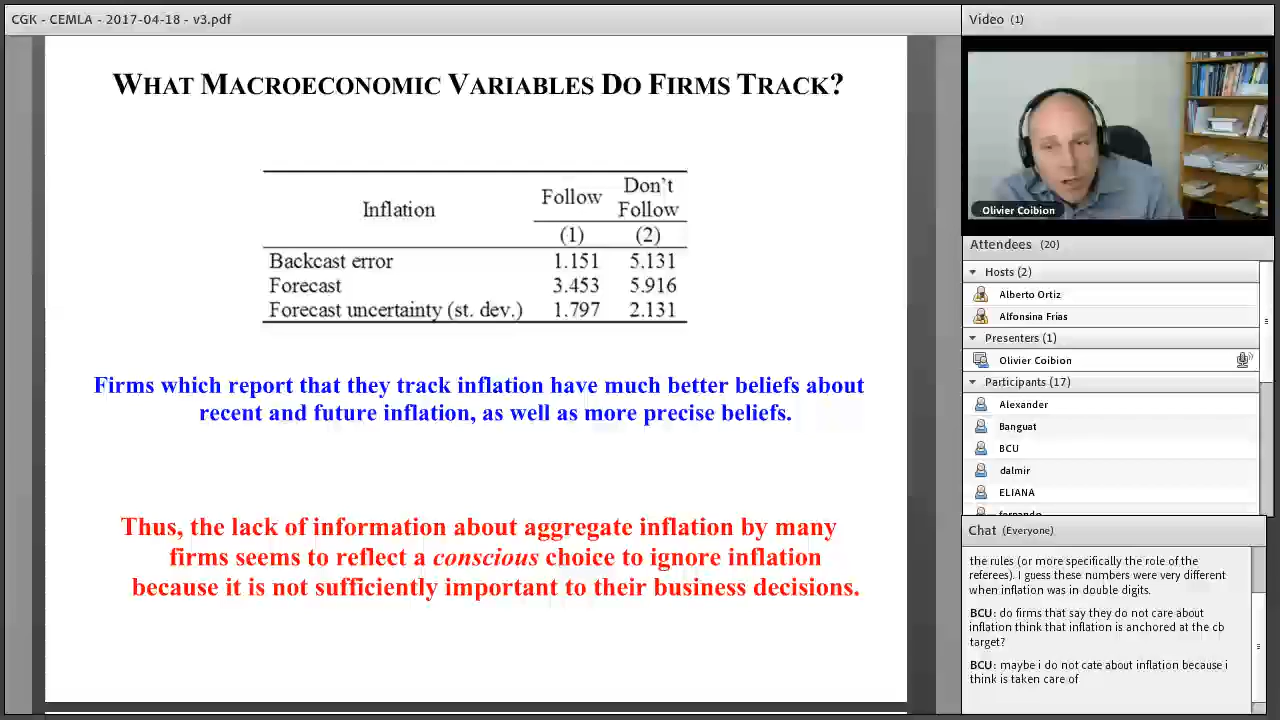 CGK - CEMLA - 2017-04-18 - v3.pdf
WHAT MACROECONOMIC VARIABLES DO FIRMS TRACK?
Inflation Follow Don't Follow
(1) (2)
Backcast error 1.151 5.131
Forecast 3.453 5.916
Forecast uncertainty (st. dev.) 1.797 2.131
Firms which report that they track inflation have much better beliefs about
recent and future inflation, as well as more precise beliefs.
Thus, the lack of information about aggregate inflation by many
firms seems to reflect a conscious choice to ignore inflation
because it is not sufficiently important to their business decisions.
Video (1)
Olivier Coibion
Attendees (20)
Hosts (2)
Alberto Ortiz
Alfonsina Frias
Presenters (1)
Olivier Coibion
Participants (17)
Alexander
Banguat
BCU
dalmir
ELIANA
fernando
Chat (Everyone)
the rules (or more specifically the role of the
referees). I guess these numbers were very different
when inflation was in double digits.
BCU: do firms that say they do not care about
inflation think that inflation is anchored at the cb
target?
BCU: maybe i do not cate about inflation because i
think is taken care of